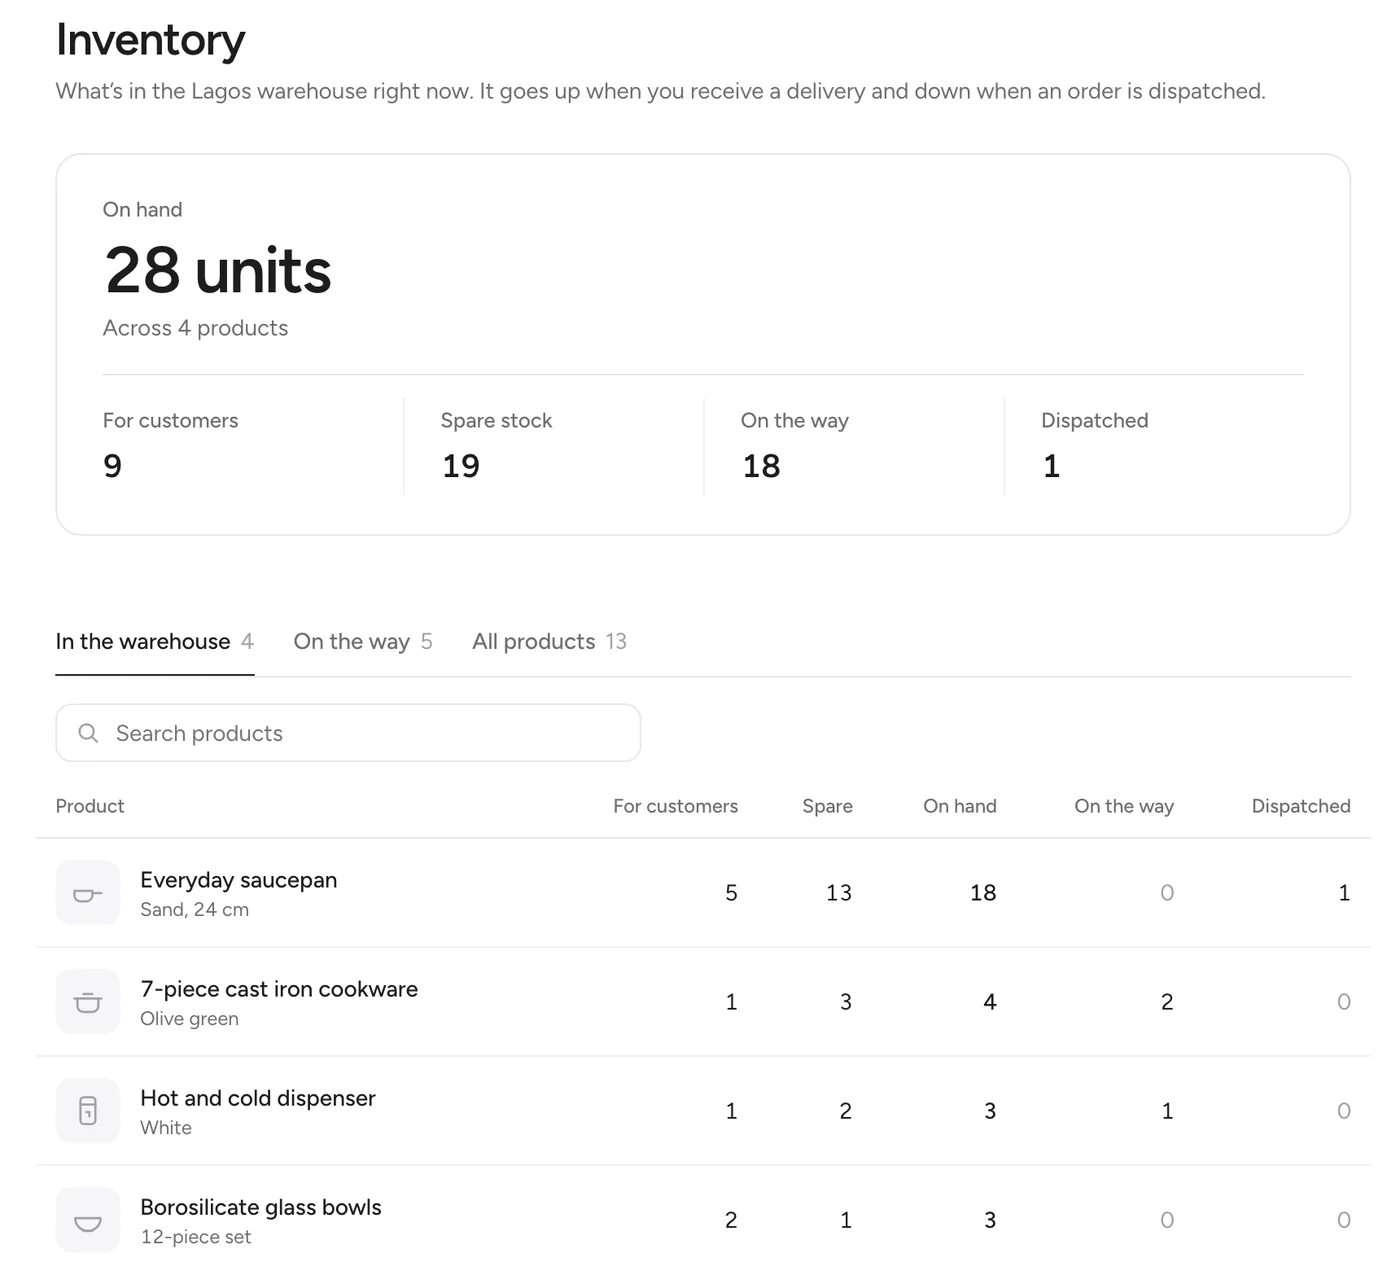 Inventory
What’s in the Lagos warehouse right now. It goes up when you receive a delivery and down when an order is dispatched.
On hand
28 units
Across 4 products
For customers Spare stock On the way Dispatched
9 19 18 1
In the warehouse 4 On the way 5 All products 13
Search products
Product For customers Spare On hand On the way Dispatched
Everyday saucepan 5 13 18 0 1
Sand, 24 cm
7-piece cast iron cookware 1 3 4 2 0
Olive green
Hot and cold dispenser 1 2 3 1 0
White
Borosilicate glass bowls 2 1 3 0 0
12-piece set